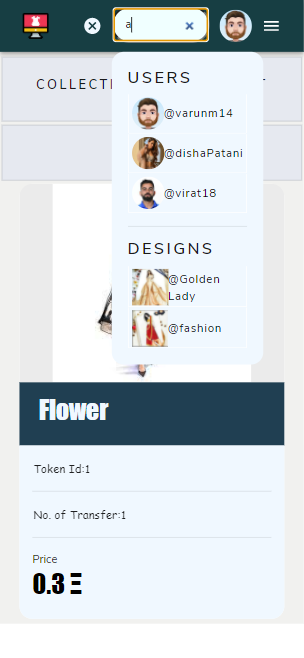 a
COLLECT
T
USERS
@varunm14
@dishaPatani
@virat18
DESIGNS
@Golden
Lady
@fashion
Flower
Token Id:1
No. of Transfer:1
Price
0.3 Ξ